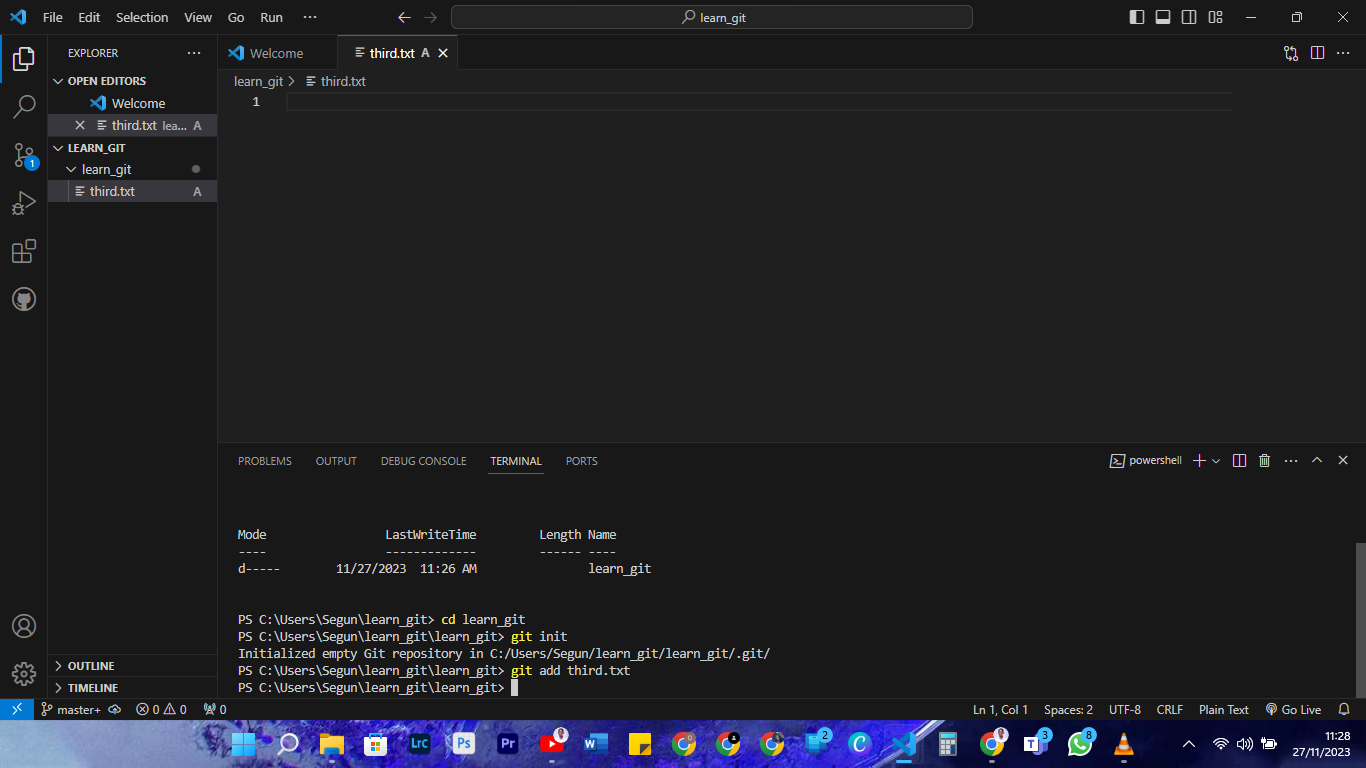 File Edit Selection View Go Run ··· learn_git
EXPLORER ···
OPEN EDITORS
Welcome
third.txt lea... A
LEARN_GIT
learn_git
third.txt A
OUTLINE
TIMELINE
1
Welcome third.txt A
learn_git > third.txt
1
PROBLEMS OUTPUT DEBUG CONSOLE TERMINAL PORTS powershell
Mode LastWriteTime Length Name
---- ------------- ------ ----
d----- 11/27/2023 11:26 AM learn_git
PS C:\Users\Segun\learn_git> cd learn_git
PS C:\Users\Segun\learn_git\learn_git> git init
Initialized empty Git repository in C:/Users/Segun/learn_git/learn_git/.git/
PS C:\Users\Segun\learn_git\learn_git> git add third.txt
PS C:\Users\Segun\learn_git\learn_git>
master+ 0 0 0 Ln 1, Col 1 Spaces: 2 UTF-8 CRLF Plain Text Go Live
Lrc Ps Pr W 2 C T 3 8
11:28
27/11/2023